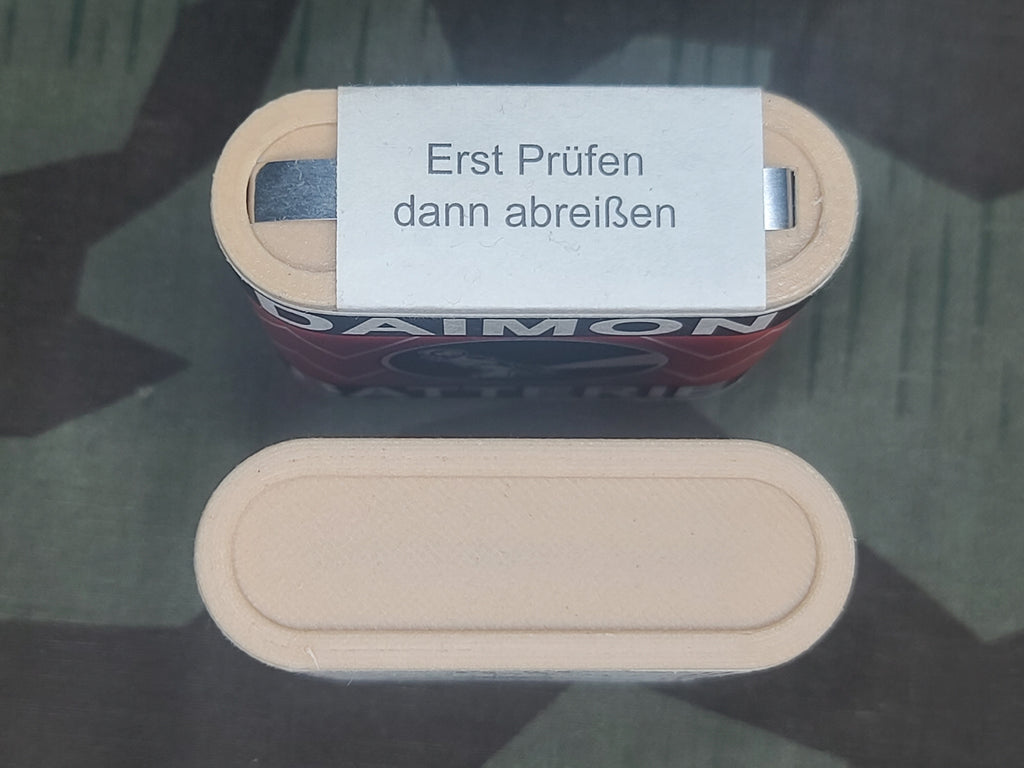 Erst Prüfen
dann abreißen
DAIMON